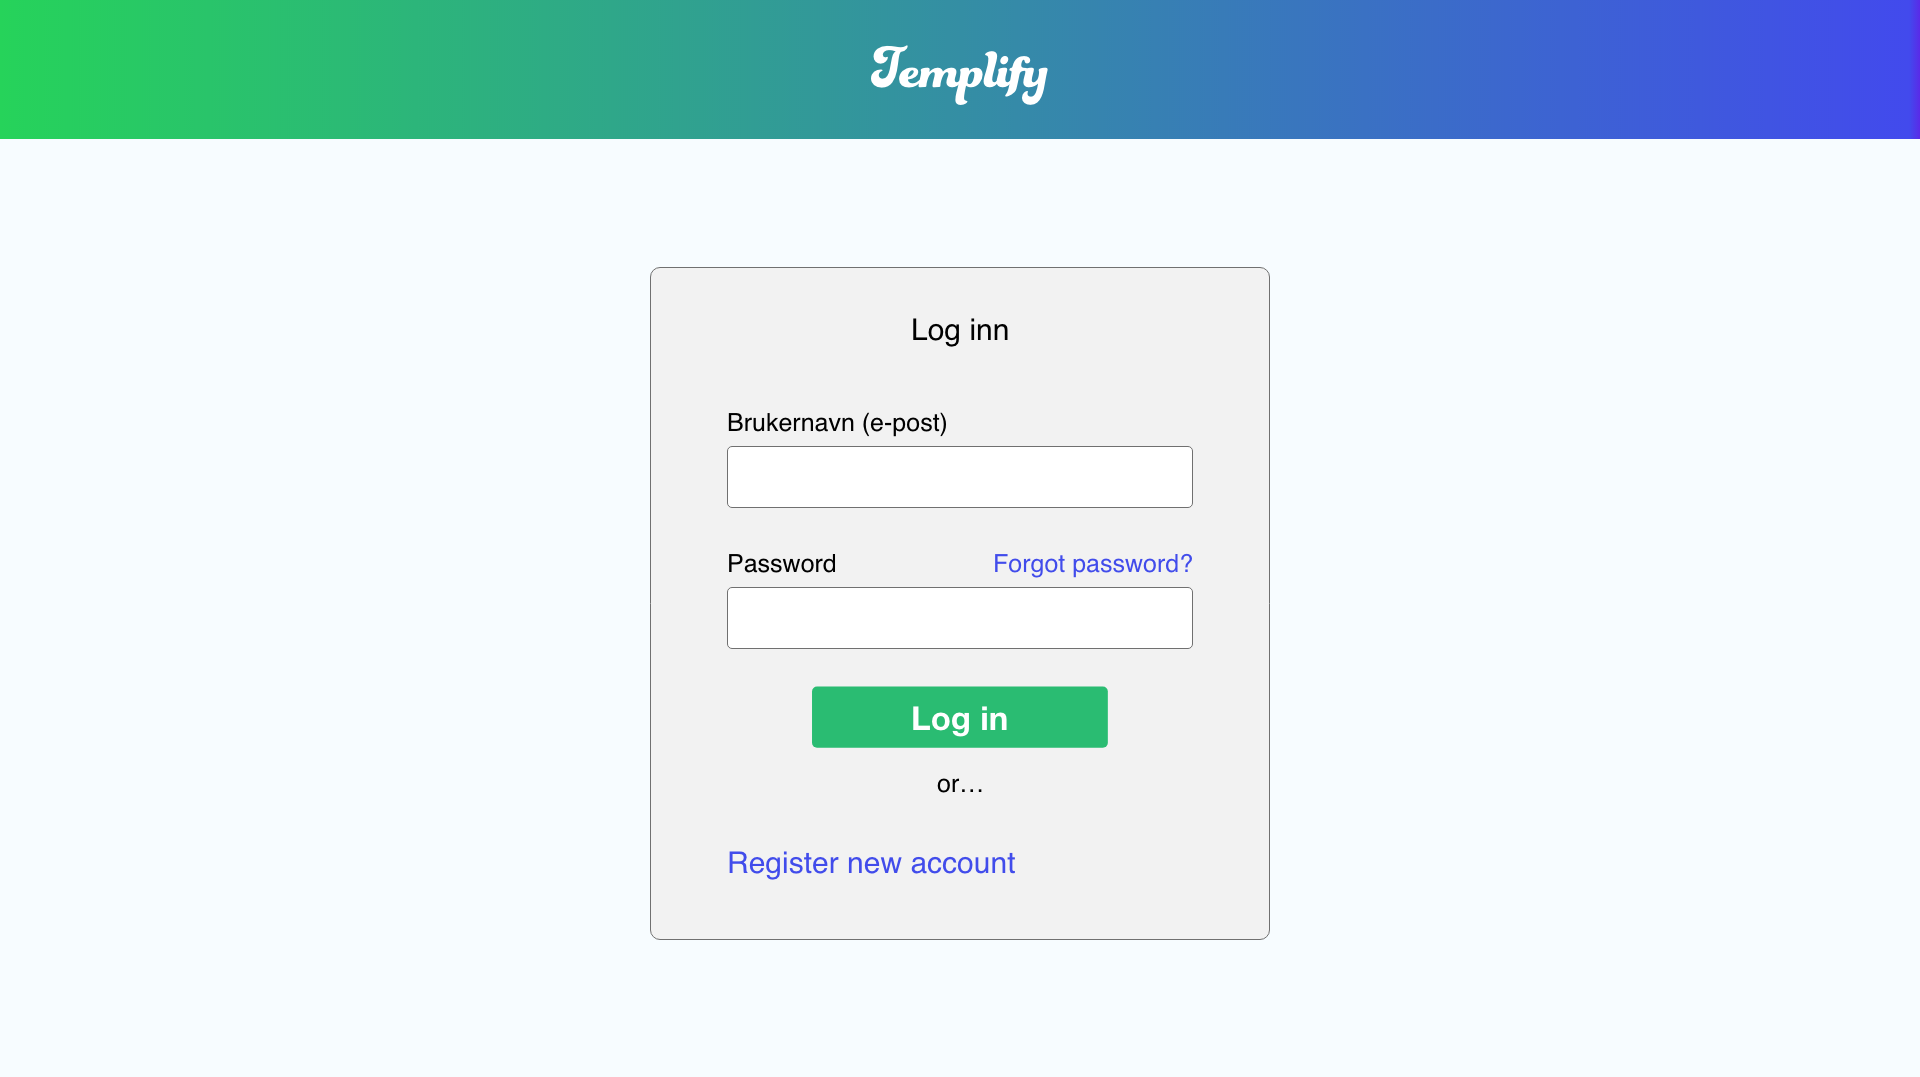 Templify
Log inn
Brukernavn (e-post)
Password
Forgot password?
Log in
or…
Register new account